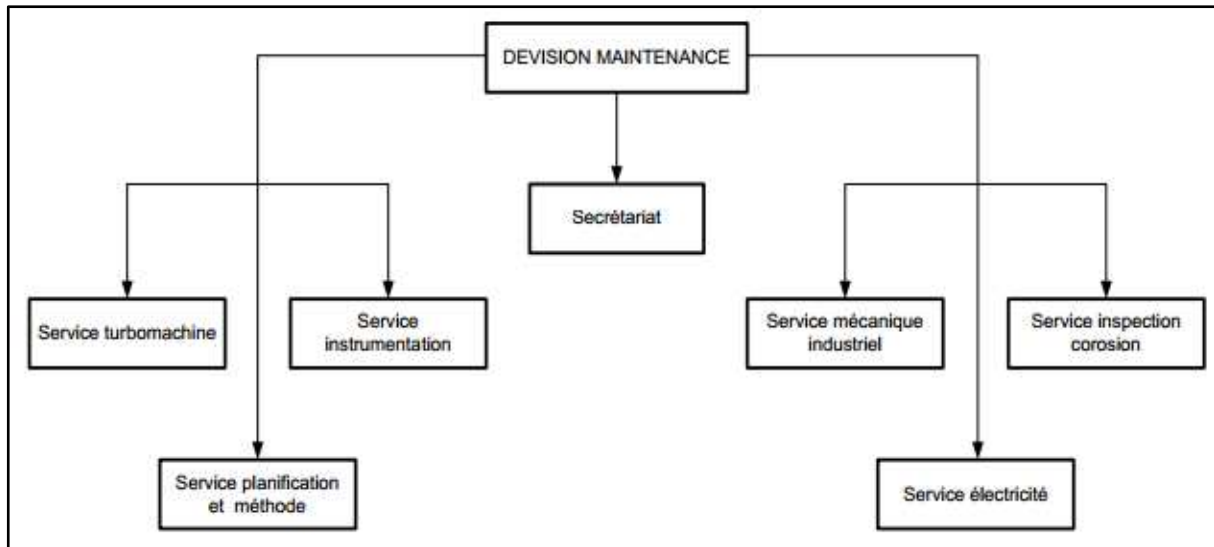 DEVISION MAINTENANCE
Secrétariat
Service turbomachine
Service
instrumentation
Service mécanique
industriel
Service inspection
corosion
Service planification
et méthode
Service électricité